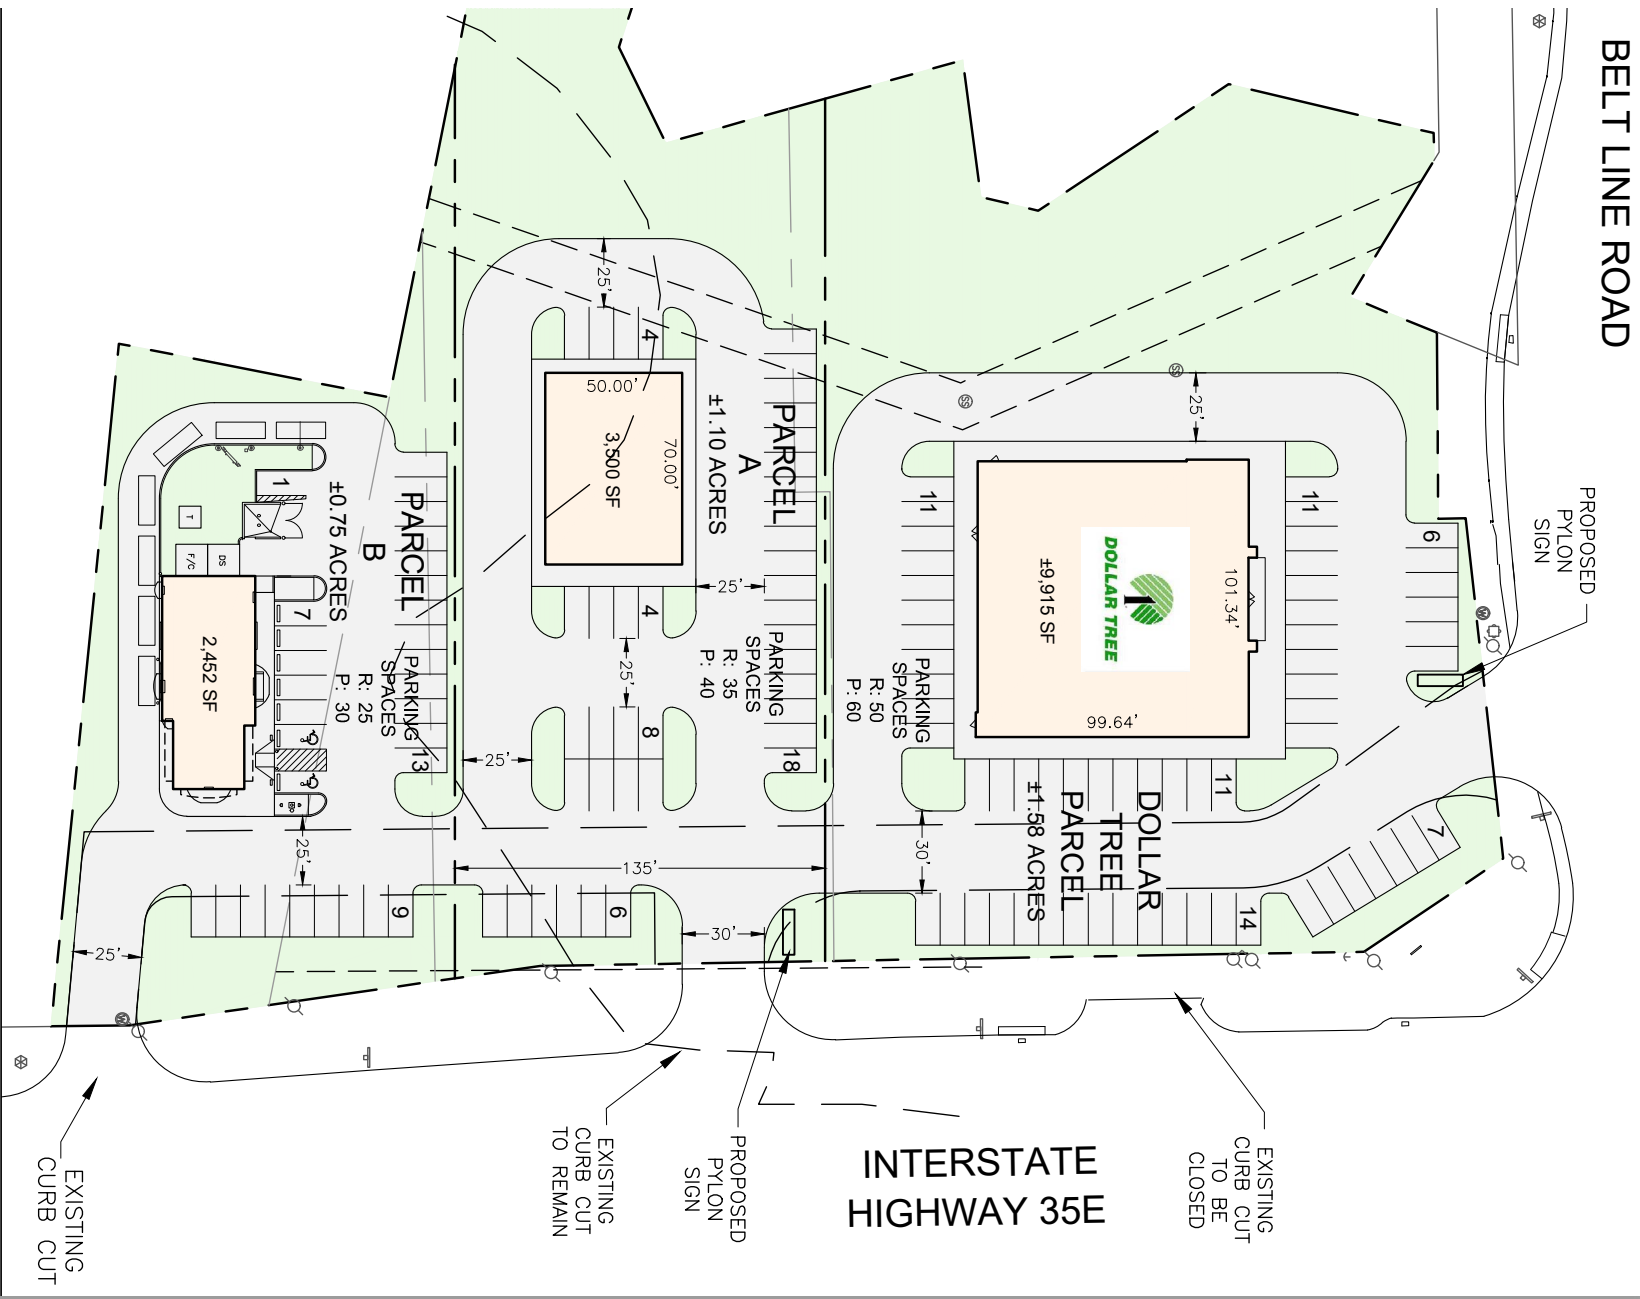 BELT LINE ROAD
PROPOSED
PYLON
SIGN
6
11
11
101.34'
DOLLAR TREE
±9,915 SF
99.64'
25'
SS
SS
PARKING
SPACES
R: 50
P: 60
11
DOLLAR
TREE
PARCEL
±1.58 ACRES
7
14
30'
PARCEL
A
±1.10 ACRES
25'
4
50.00'
70.00'
3,500 SF
25'
4
25'
8
25'
PARKING
SPACES
R: 35
P: 40
18
PARCEL
B
±0.75 ACRES
1
T
F/C
DS
7
2,452 SF
PARKING
SPACES
R: 25
P: 30
13
25'
135'
9
6
30'
25'
W
W
EXISTING
CURB CUT
EXISTING
CURB CUT
TO REMAIN
PROPOSED
PYLON
SIGN
INTERSTATE
HIGHWAY 35E
EXISTING
CURB CUT
TO BE
CLOSED